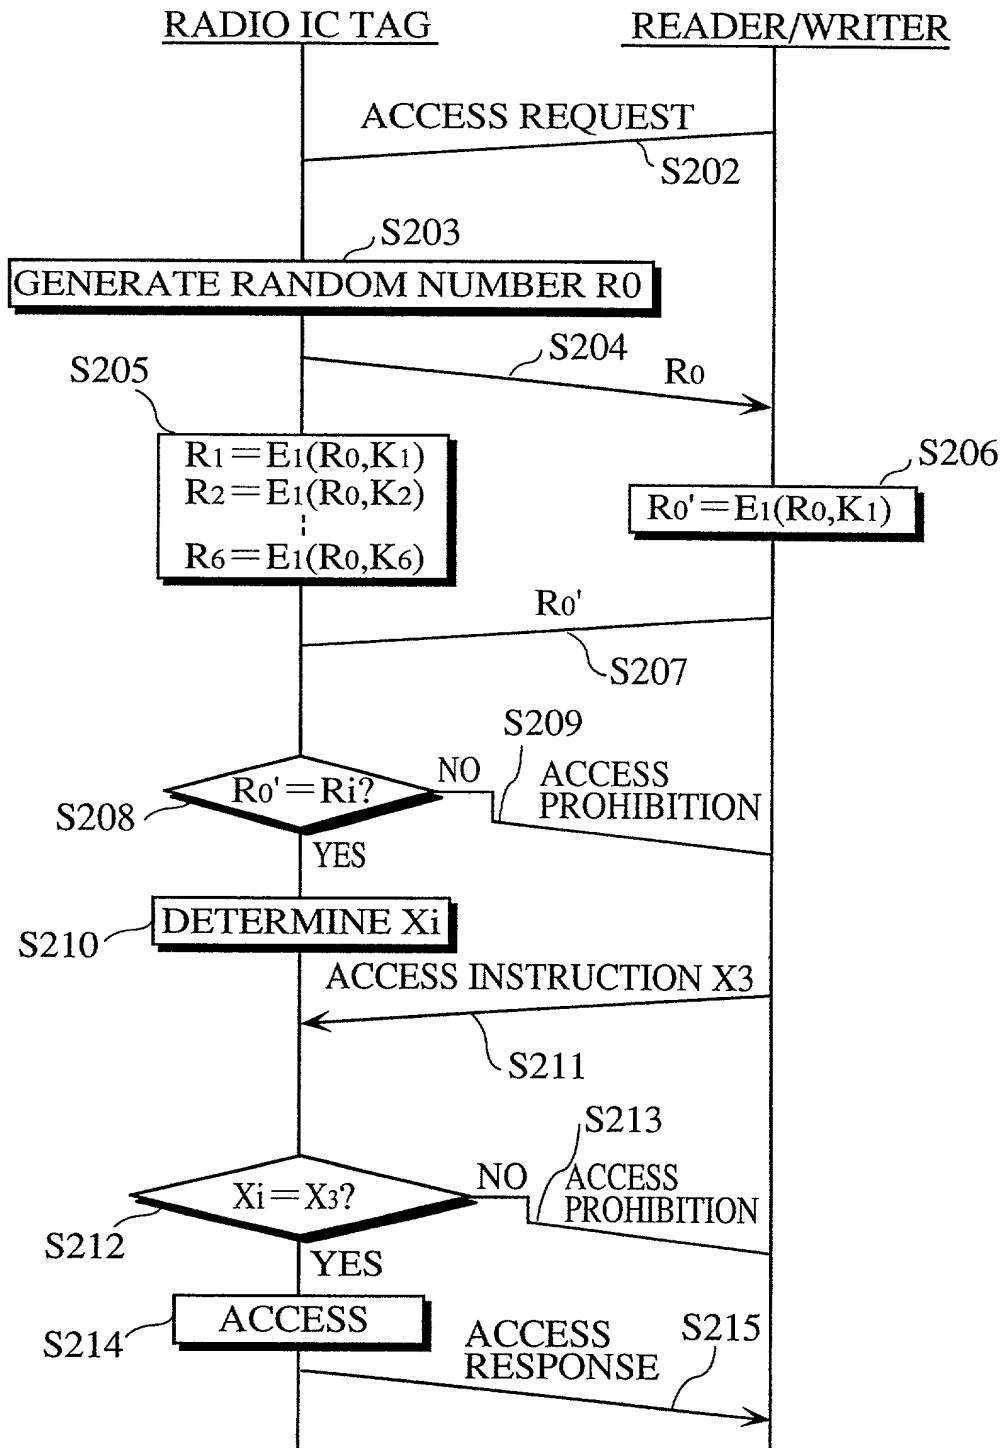 RADIO IC TAG
READER/WRITER
ACCESS REQUEST
S202
S203
GENERATE RANDOM NUMBER R0
S204
R0
S205
R1=E1(R0,K1)
R2=E1(R0,K2)
R6=E1(R0,K6)
S206
R0'=E1(R0,K1)
R0'
S207
S208
R0'=Ri?
NO
S209
ACCESS
PROHIBITION
YES
S210
DETERMINE Xi
ACCESS INSTRUCTION X3
S211
S212
Xi=X3?
NO
S213
ACCESS
PROHIBITION
YES
S214
ACCESS
ACCESS
RESPONSE
S215